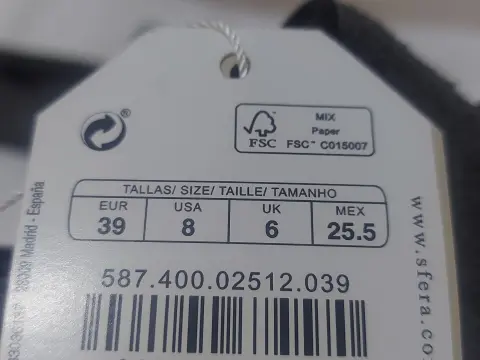 ®
MIX
Paper
FSC
FSC™ C015007
TALLAS/ SIZE/ TAILLE/ TAMANHO
EUR USA UK MEX
39 8 6 25.5
587.400.02512.039
Madrid - España
www.sfera.co